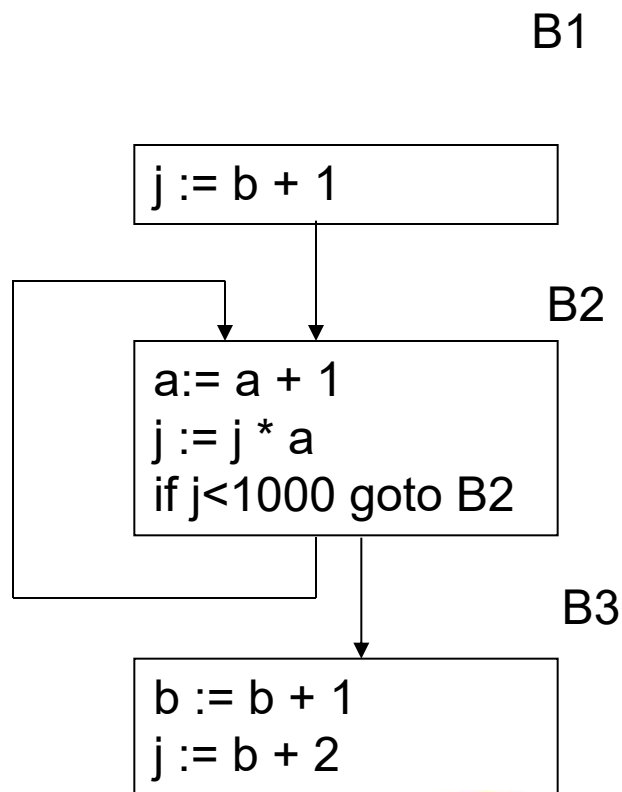 B1
j := b + 1
B2
a:= a + 1
j := j * a
if j<1000 goto B2
B3
b := b + 1
j := b + 2